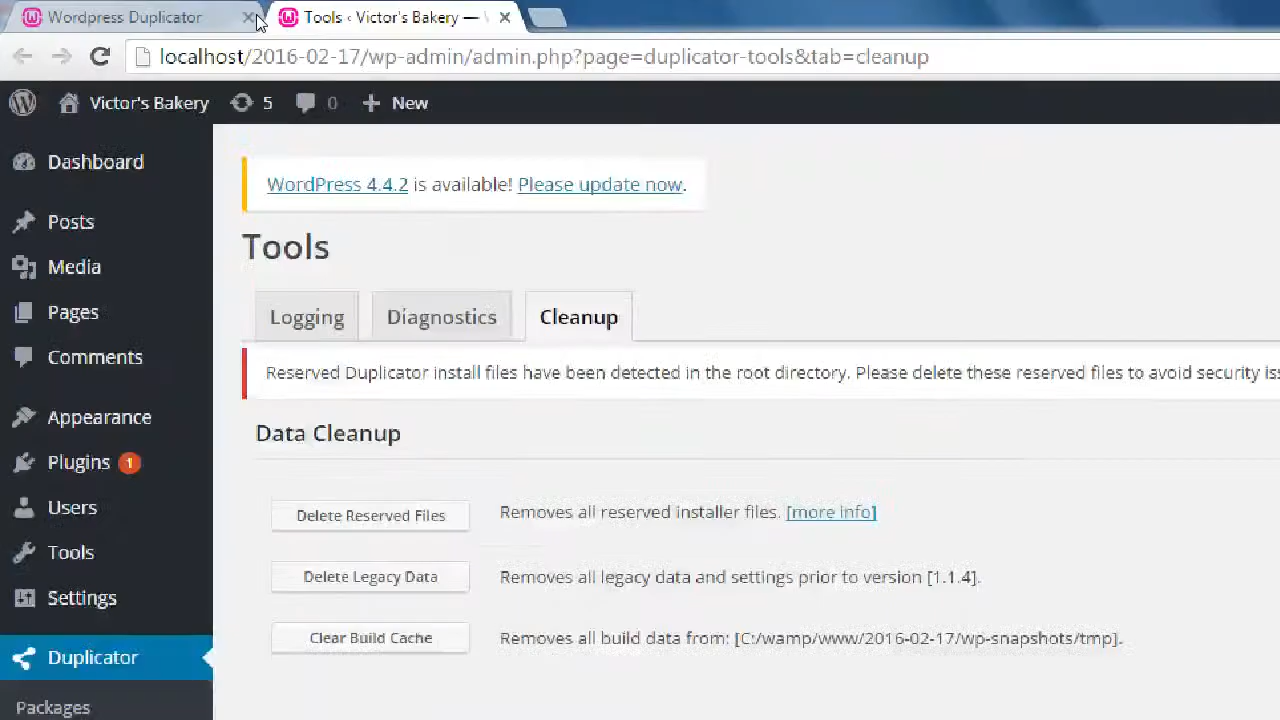 Wordpress Duplicator
Tools ‹ Victor's Bakery —
localhost/2016-02-17/wp-admin/admin.php?page=duplicator-tools&tab=cleanup
Victor's Bakery 5 0 + New
Dashboard
Posts
Media
Pages
Comments
Appearance
Plugins 1
Users
Tools
Settings
Duplicator
Packages
WordPress 4.4.2 is available! Please update now.
Tools
Logging
Diagnostics
Cleanup
Reserved Duplicator install files have been detected in the root directory. Please delete these reserved files to avoid security
Data Cleanup
Delete Reserved Files Removes all reserved installer files. [more info]
Delete Legacy Data Removes all legacy data and settings prior to version [1.1.4].
Clear Build Cache Removes all build data from: [C:/wamp/www/2016-02-17/wp-snapshots/tmp].